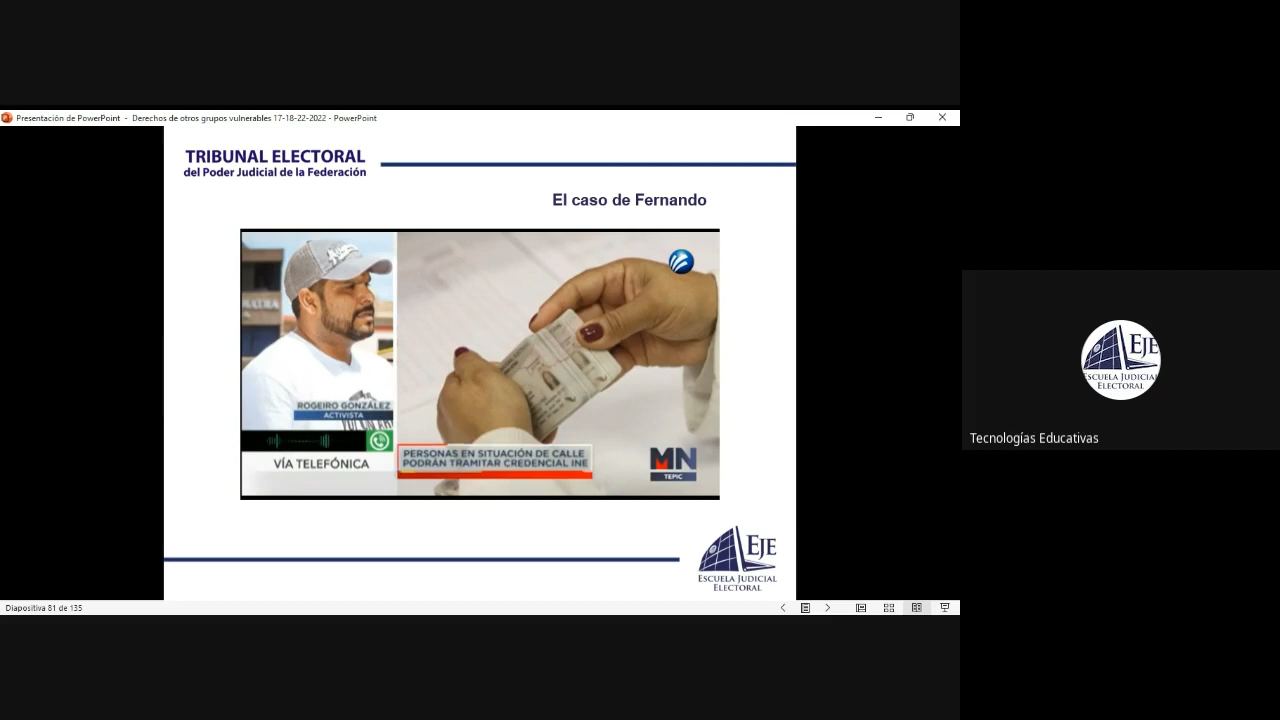 Presentación de PowerPoint - Derechos de otros grupos vulnerables 17-18-22-2022 - PowerPoint
TRIBUNAL ELECTORAL
del Poder Judicial de la Federación
El caso de Fernando
ROGEIRO GONZÁLEZ
ACTIVISTA
VÍA TELEFÓNICA
PERSONAS EN SITUACIÓN DE CALLE
PODRÁN TRAMITAR CREDENCIAL INE
MN
TEPIC
EJE
ESCUELA JUDICIAL
ELECTORAL
Diapositiva 81 de 135
EJE
ESCUELA JUDICIAL
ELECTORAL
Tecnologías Educativas